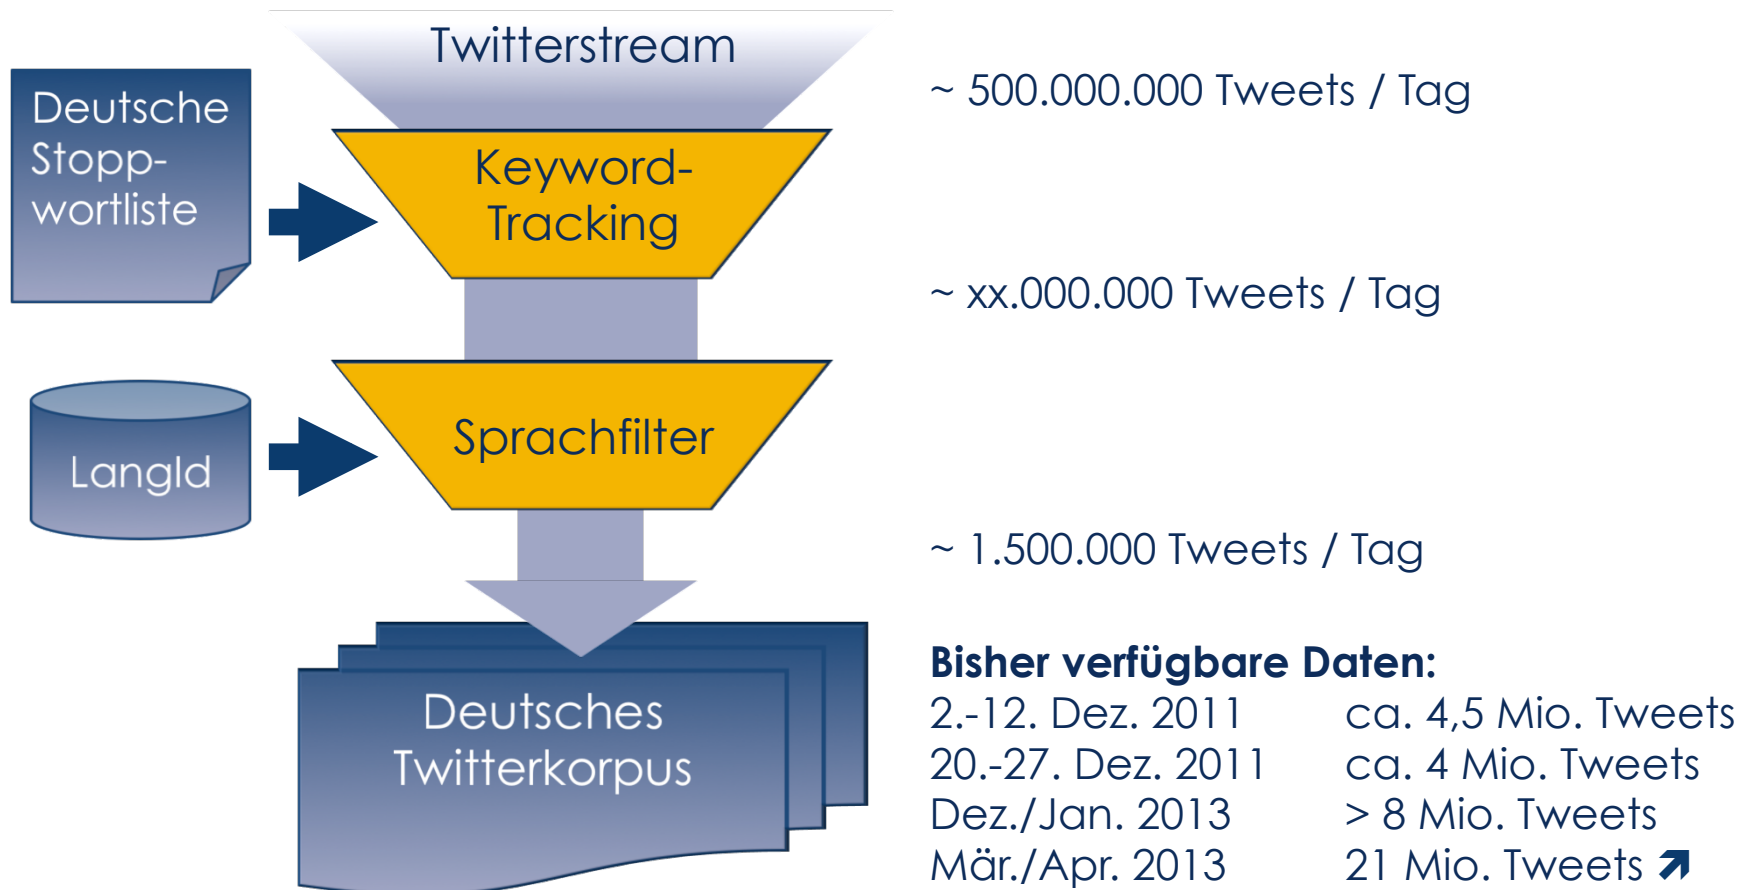 Twitterstream
~ 500.000.000 Tweets / Tag
Deutsche
Stopp-
wortliste
Keyword-
Tracking
~ xx.000.000 Tweets / Tag
LangId
Sprachfilter
~ 1.500.000 Tweets / Tag
Deutsches
Twitterkorpus
Bisher verfügbare Daten:
2.-12. Dez. 2011 ca. 4,5 Mio. Tweets
20.-27. Dez. 2011 ca. 4 Mio. Tweets
Dez./Jan. 2013 > 8 Mio. Tweets
Mär./Apr. 2013 21 Mio. Tweets ↗